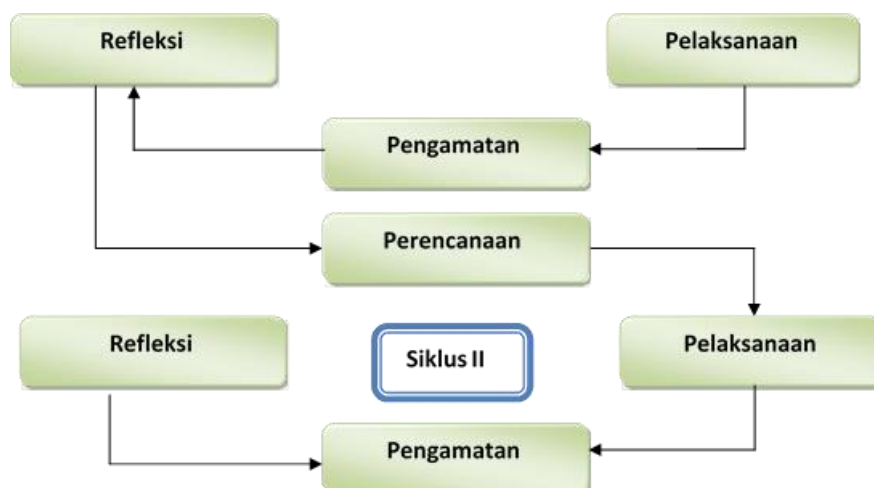 Refleksi
Pelaksanaan
Pengamatan
Perencanaan
Refleksi
Siklus II
Pelaksanaan
Pengamatan